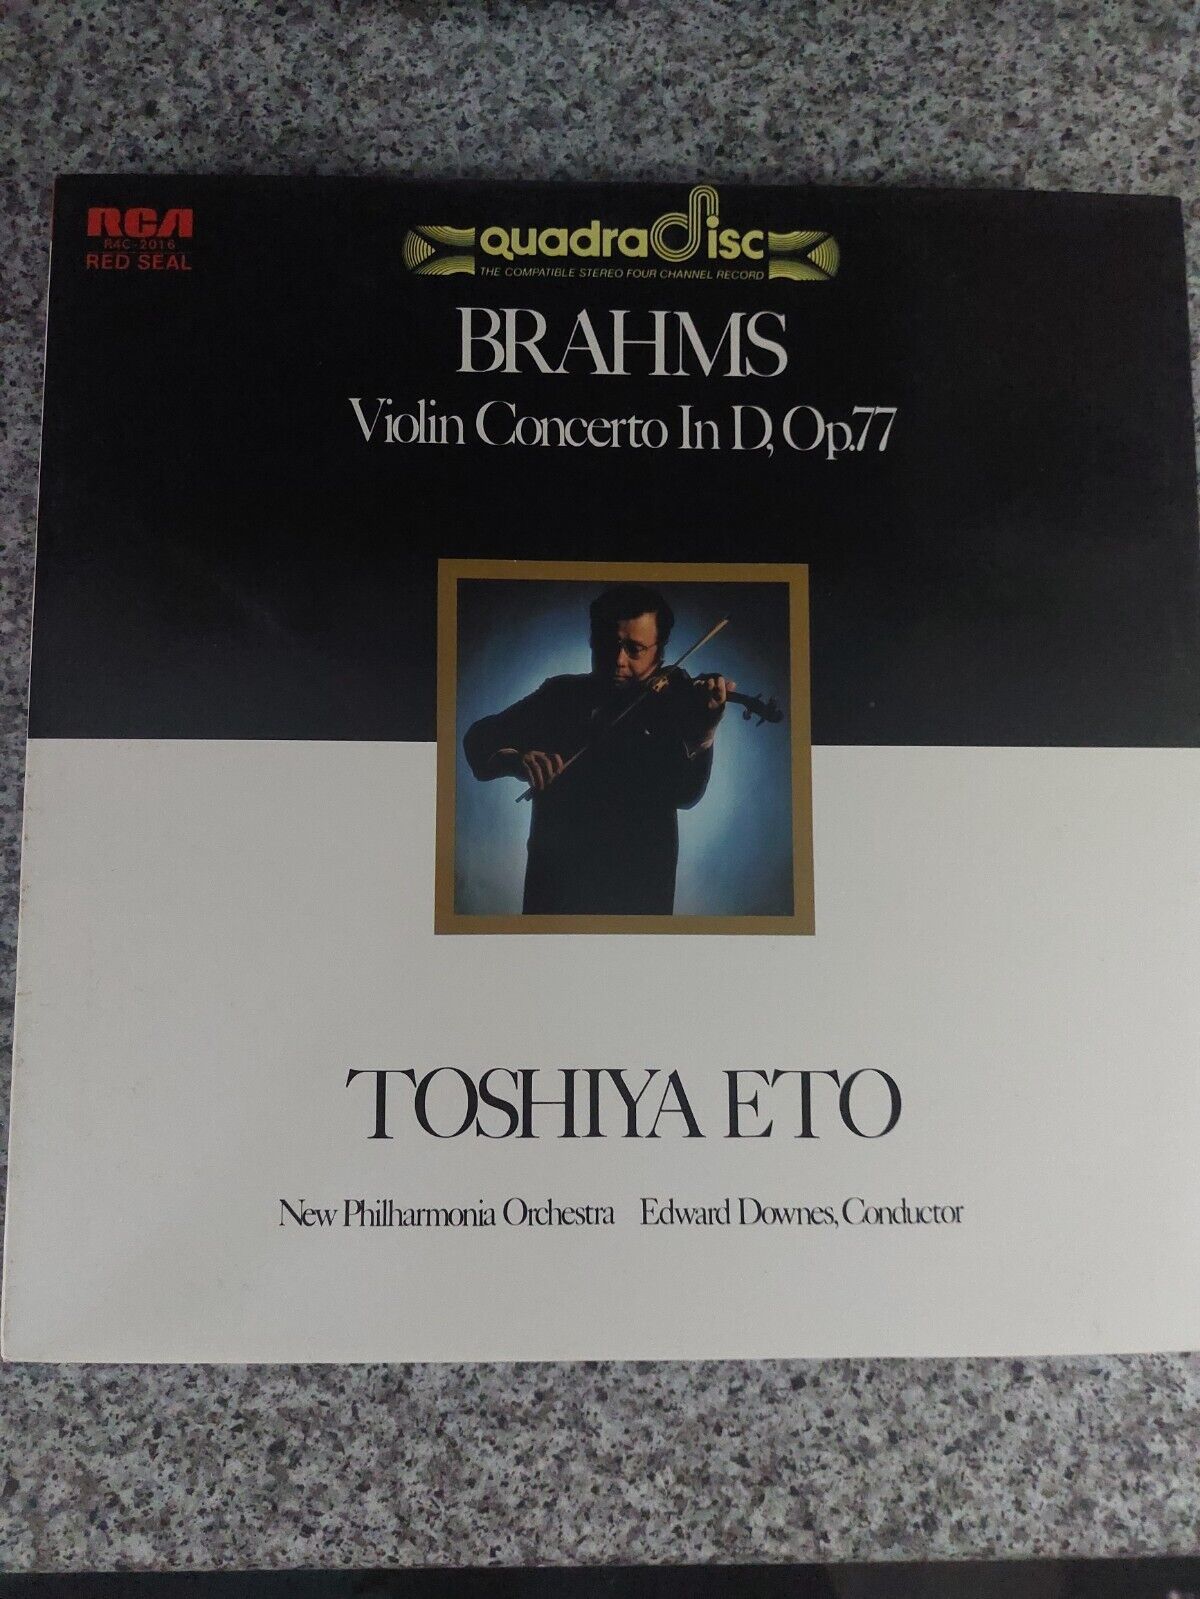 RCA
R4C-2016
RED SEAL
quadradisc
THE COMPATIBLE STEREO FOUR CHANNEL RECORD
BRAHMS
Violin Concerto In D, Op.77
TOSHIYA ETO
New Philharmonia Orchestra Edward Downes, Conductor